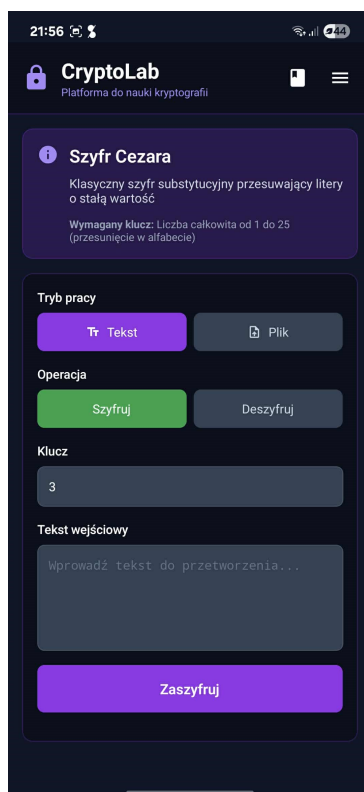 21:56
44
CryptoLab
Platforma do nauki kryptografii
Szyfr Cezara
Klasyczny szyfr substytucyjny przesuwający litery
o stałą wartość
Wymagany klucz: Liczba całkowita od 1 do 25
(przesunięcie w alfabecie)
Tryb pracy
Tт Tekst
Plik
Operacja
Szyfruj
Deszyfruj
Klucz
3
Tekst wejściowy
Wprowadź tekst do przetworzenia...
Zaszyfruj